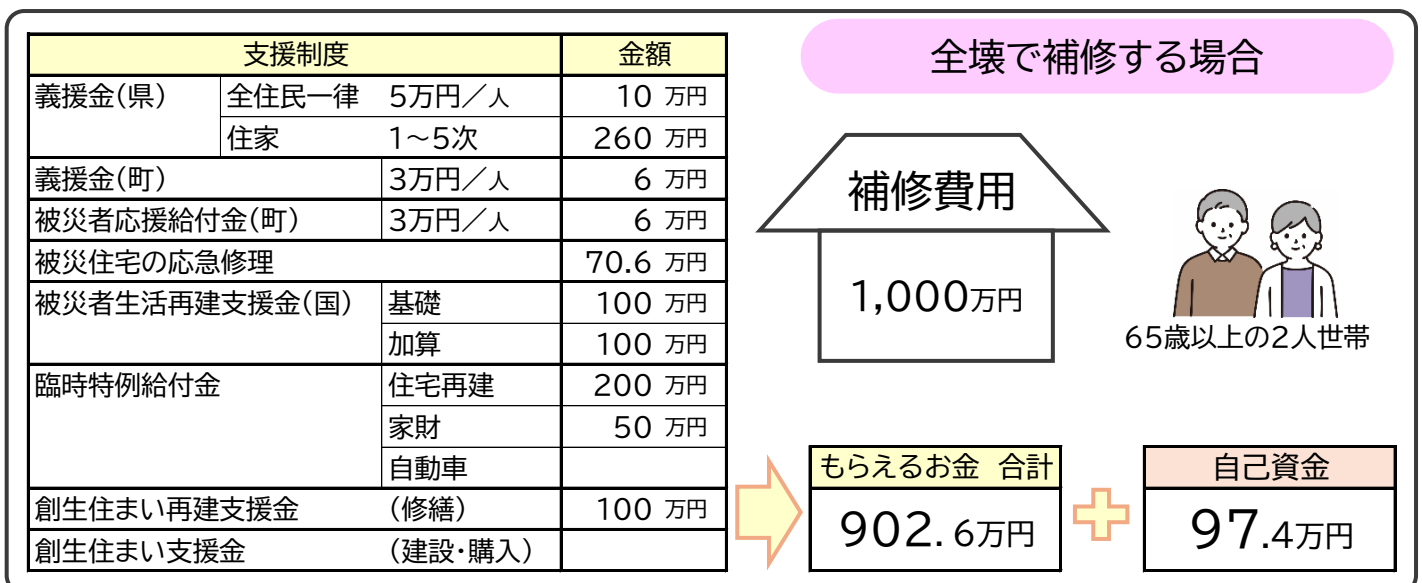 支援制度 金額
義援金(県) 全住民一律 5万円/人 10 万円
住家 1～5次 260 万円
義援金(町) 3万円/人 6 万円
被災者応援給付金(町) 3万円/人 6 万円
被災住宅の応急修理 70.6 万円
被災者生活再建支援金(国) 基礎 100 万円
加算 100 万円
臨時特例給付金 住宅再建 200 万円
家財 50 万円
自動車
創生住まい再建支援金 (修繕) 100 万円
創生住まい支援金 (建設・購入)
全壊で補修する場合
補修費用
1,000万円
65歳以上の2人世帯
もらえるお金 合計
902.6万円
自己資金
97.4万円